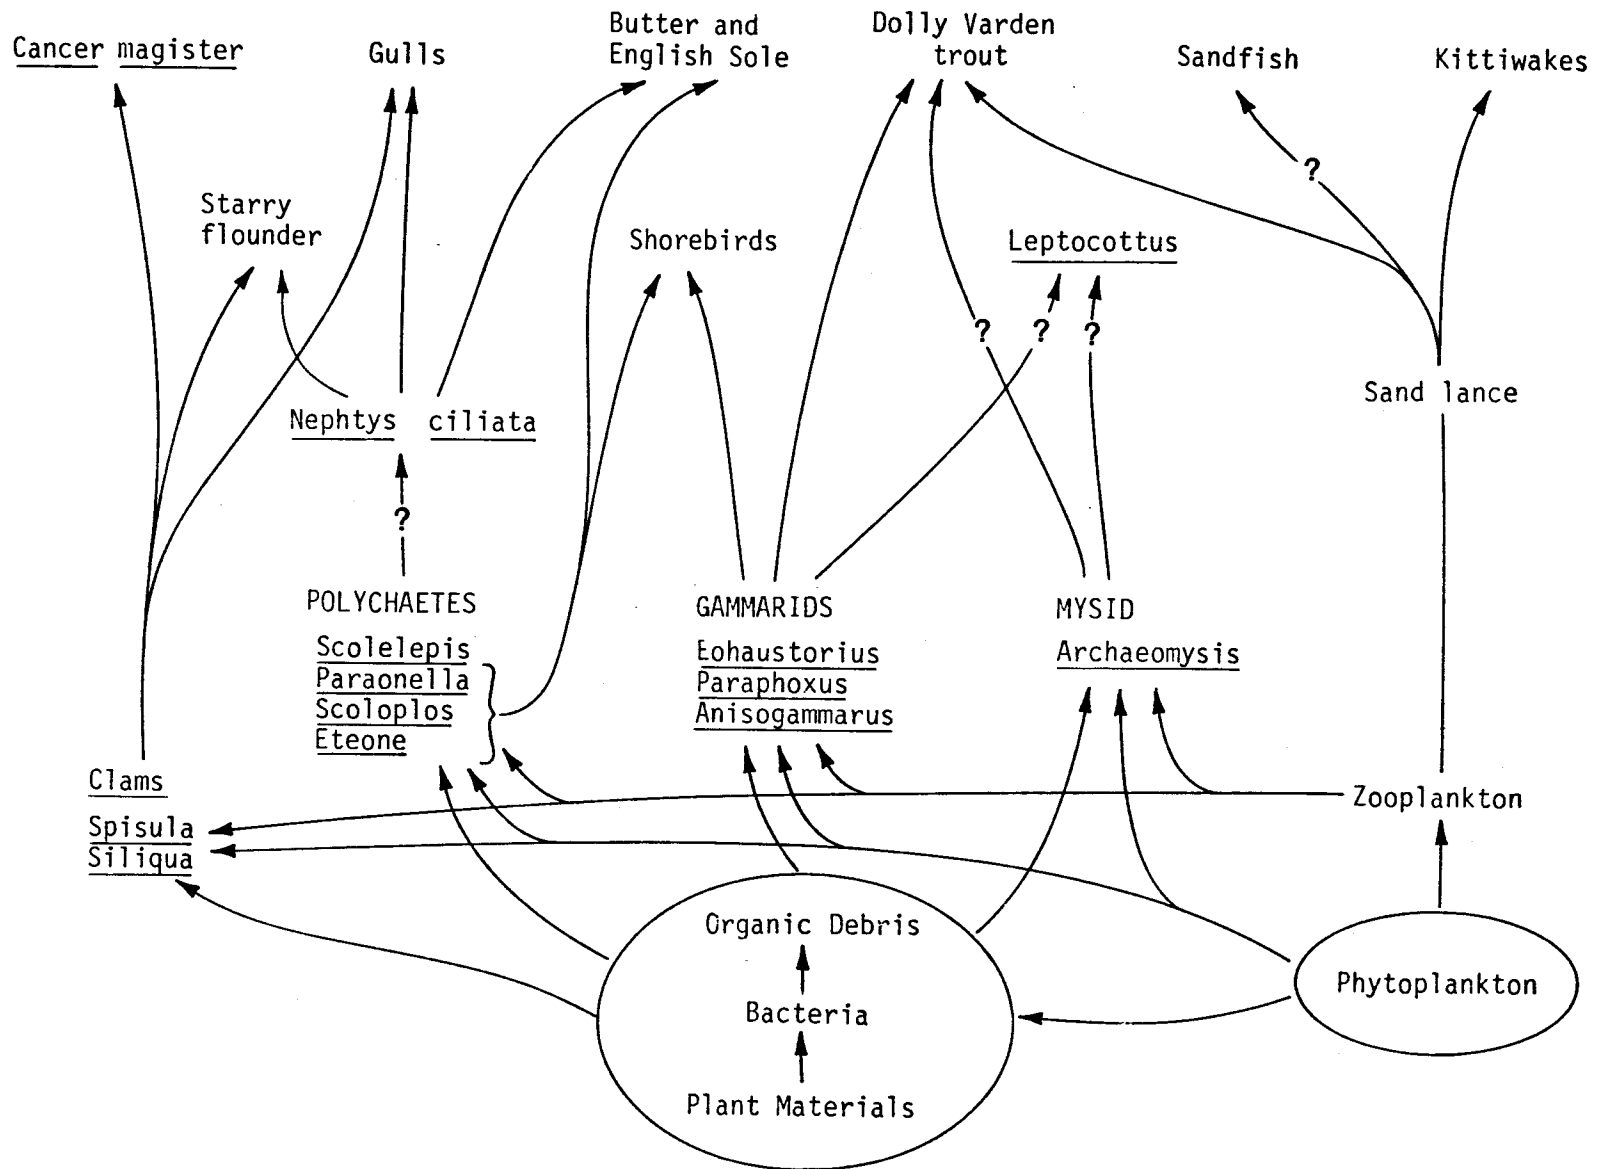 Cancer magister
Gulls
Butter and
English Sole
Dolly Varden
trout
Sandfish
Kittiwakes
?
Starry
flounder
Shorebirds
Leptocottus
?
?
?
Sand lance
Nephtys ciliata
?
POLYCHAETES
Scolelepis
Paraonella
Scoloplos
Eteone
GAMMARIDS
Eohaustorius
Paraphoxus
Anisogammarus
MYSID
Archaeomysis
Clams
Spisula
Siliqua
Zooplankton
Organic Debris
Bacteria
Plant Materials
Phytoplankton